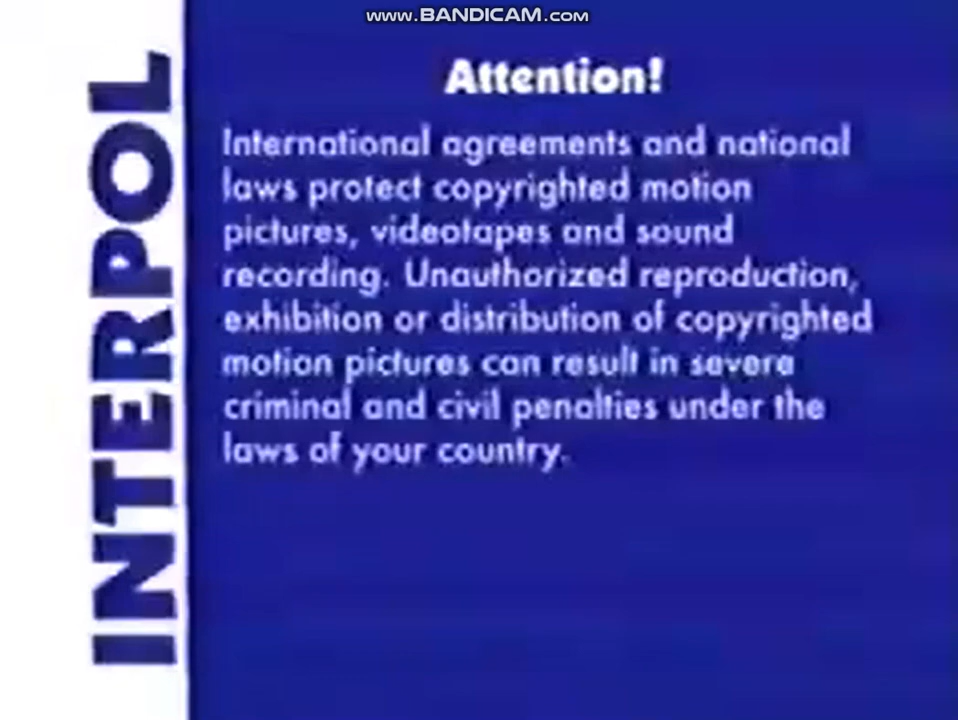 www.BANDICAM.com
INTERPOL
Attention!
International agreements and national
laws protect copyrighted motion
pictures, videotapes and sound
recording. Unauthorized reproduction,
exhibition or distribution of copyrighted
motion pictures can result in severe
criminal and civil penalties under the
laws of your country.